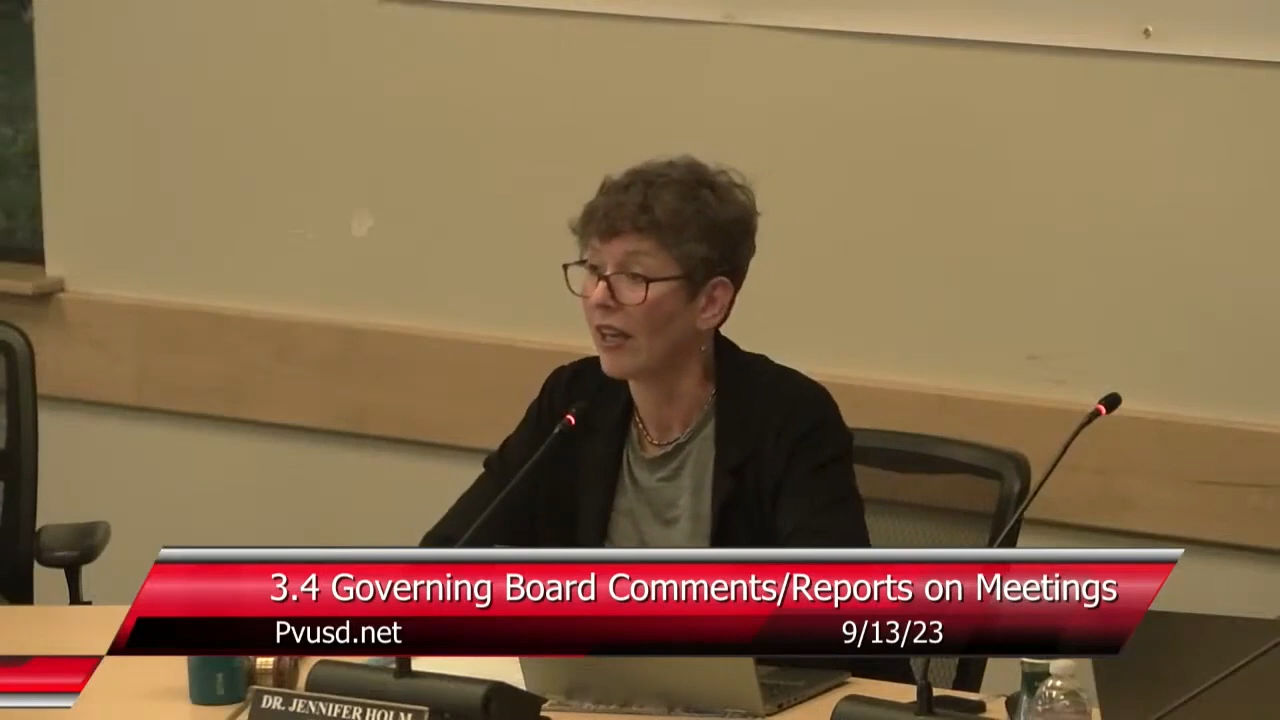 3.4 Governing Board Comments/Reports on Meetings
Pvusd.net
9/13/23
DR. JENNIFER HOLM